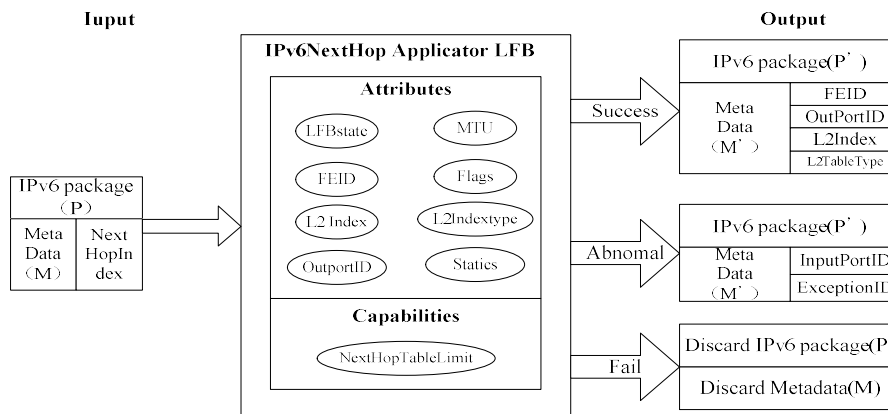 Iuput
Output
IPv6NextHop Applicator LFB
Attributes
LFBstate
MTU
FEID
Flags
L2 Index
L2Indextype
OutportID
Statics
Capabilities
NextHopTableLimit
IPv6 package
(P)
Meta
Data
(M)
Next
HopIn
dex
Success
Abnomal
Fail
IPv6 package(P')
Meta
Data
(M')
FEID
OutPortID
L2Index
L2TableType
IPv6 package(P')
Meta
Data
(M')
InputPortID
ExceptionID
Discard IPv6 package(P
Discard Metadata(M)